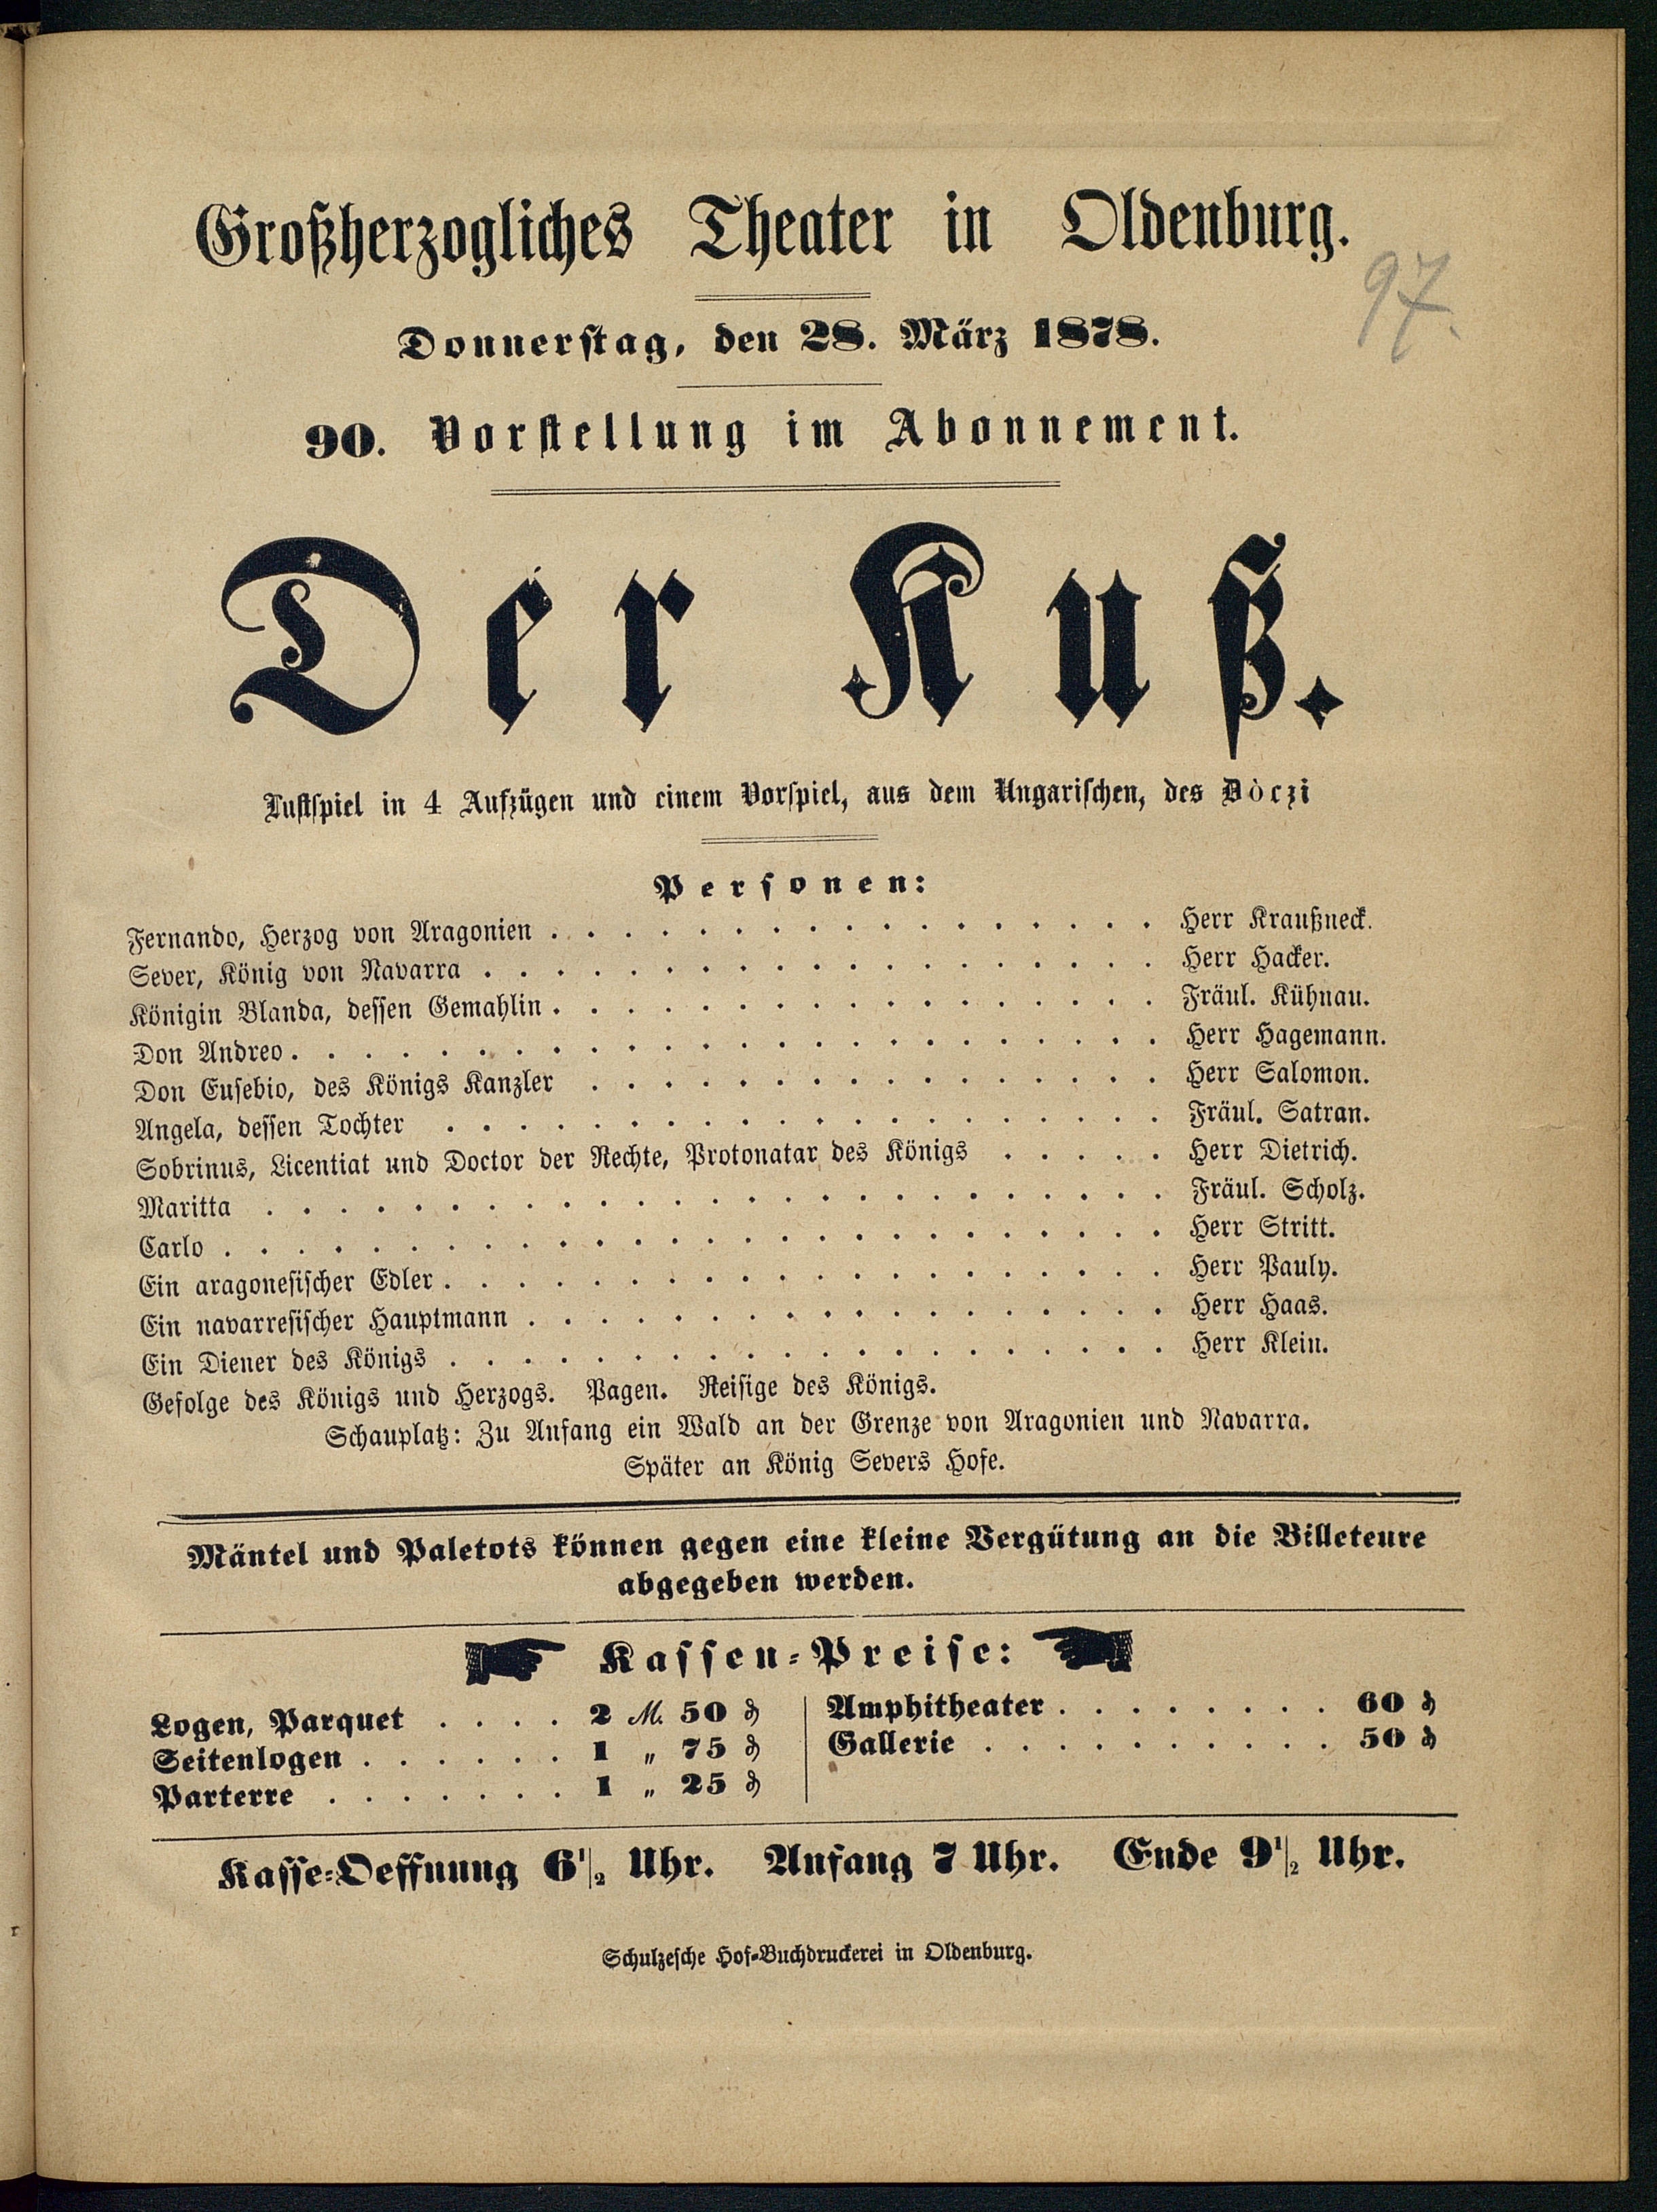 Großherzogliches Theater in Oldenburg.
97.
Donnerstag, den 28. März 1878.
90. Vorstellung im Abonnement.
Der Kuß.
Lustspiel in 4 Aufzügen und einem Vorspiel, aus dem Ungarischen, des Dòczi
Personen:
Fernando, Herzog von Aragonien . . . . . . . . . . . . . . . . . Herr Kraußneck.
Sever, König von Navarra . . . . . . . . . . . . . . . . . . . Herr Hacker.
Königin Blanda, dessen Gemahlin . . . . . . . . . . . . . . . . . Fräul. Kühnau.
Don Andreo . . . . . . . . . . . . . . . . . . . . . . . . Herr Hagemann.
Don Eusebio, des Königs Kanzler . . . . . . . . . . . . . . . . Herr Salomon.
Angela, dessen Tochter . . . . . . . . . . . . . . . . . . . . Fräul. Satran.
Sobrinus, Licentiat und Doctor der Rechte, Protonatar des Königs . . . . . Herr Dietrich.
Maritta . . . . . . . . . . . . . . . . . . . . . . . . . Fräul. Scholz.
Carlo . . . . . . . . . . . . . . . . . . . . . . . . . . Herr Stritt.
Ein aragonesischer Edler . . . . . . . . . . . . . . . . . . . . Herr Pauly.
Ein navarresischer Hauptmann . . . . . . . . . . . . . . . . . . Herr Haas.
Ein Diener des Königs . . . . . . . . . . . . . . . . . . . . Herr Klein.
Gefolge des Königs und Herzogs. Pagen. Reisige des Königs.
Schauplatz: Zu Anfang ein Wald an der Grenze von Aragonien und Navarra.
Später an König Severs Hofe.
Mäntel und Paletots können gegen eine kleine Vergütung an die Billeteure
abgegeben werden.
Kassen-Preise:
Logen, Parquet . . . . 2 M. 50 ₰
Seitenlogen . . . . . . 1 „ 75 ₰
Parterre . . . . . . . 1 „ 25 ₰
Amphitheater . . . . . . . . 60 ₰
Gallerie . . . . . . . . . . 50 ₰
Kasse-Oeffnung 6 1/2 Uhr. Anfang 7 Uhr. Ende 9 1/2 Uhr.
Schulzesche Hof-Buchdruckerei in Oldenburg.